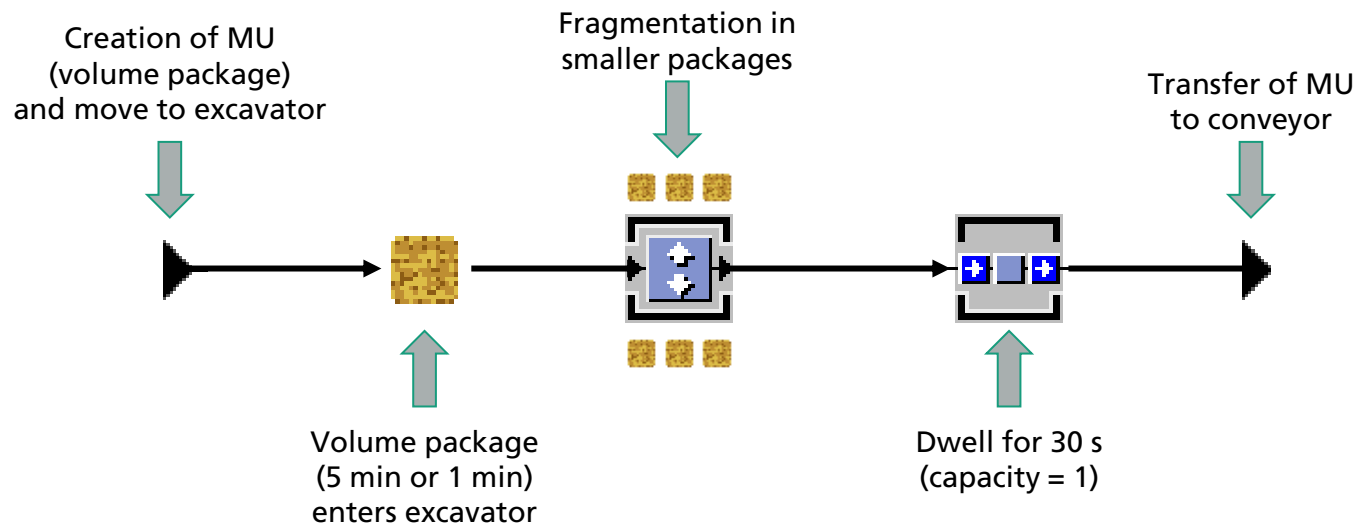 Creation of MU
(volume package)
and move to excavator
Fragmentation in
smaller packages
Transfer of MU
to conveyor
Volume package
(5 min or 1 min)
enters excavator
Dwell for 30 s
(capacity = 1)